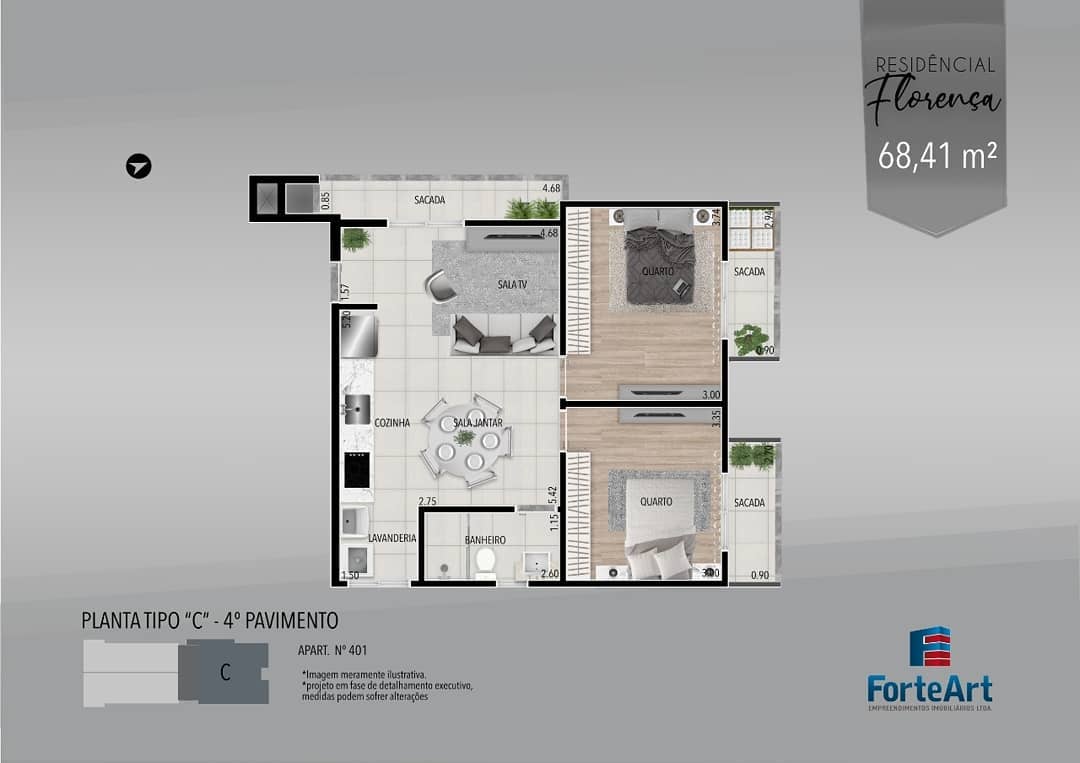 RESIDÊNCIAL
Florença
68,41 m²
SACADA
4.68
0.85
4.68
SALA TV
1.57
5.20
QUARTO
3.74
2.94
SACADA
0.90
3.00
COZINHA
SALA JANTAR
3.35
2.75
5.42
1.15
LAVANDERIA
BANHEIRO
1.50
2.60
QUARTO
SACADA
3.00
0.90
PLANTA TIPO “C” - 4º PAVIMENTO
C
APART. Nº 401
*Imagem meramente ilustrativa.
*projeto em fase de detalhamento executivo,
medidas podem sofrer alterações
ForteArt
EMPREENDIMENTOS IMOBILIÁRIOS LTDA.